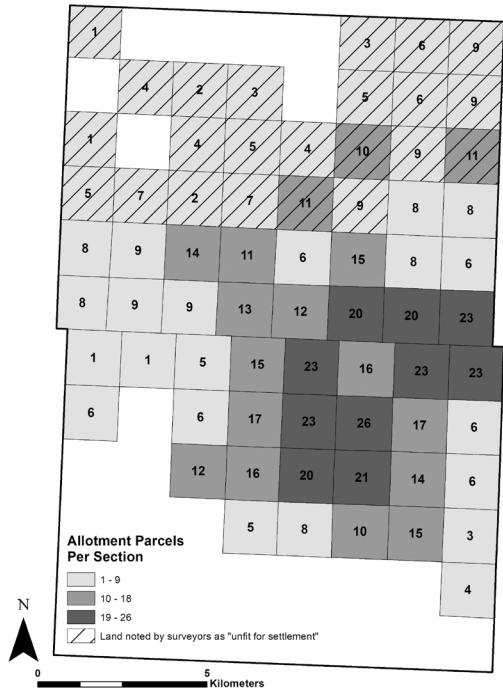 1 3 6 9
4 2 3 5 6 9
1 4 5 4 10 9 11
5 7 2 7 11 9 8 8
8 9 14 11 6 15 8 6
8 9 9 13 12 20 20 23
1 1 5 15 23 16 23 23
6 6 17 23 26 17 6
12 16 20 21 14 6
5 8 10 15 3
4
Allotment Parcels
Per Section
1 - 9
10 - 18
19 - 26
Land noted by surveyors as "unfit for settlement"
N
0 5
Kilometers